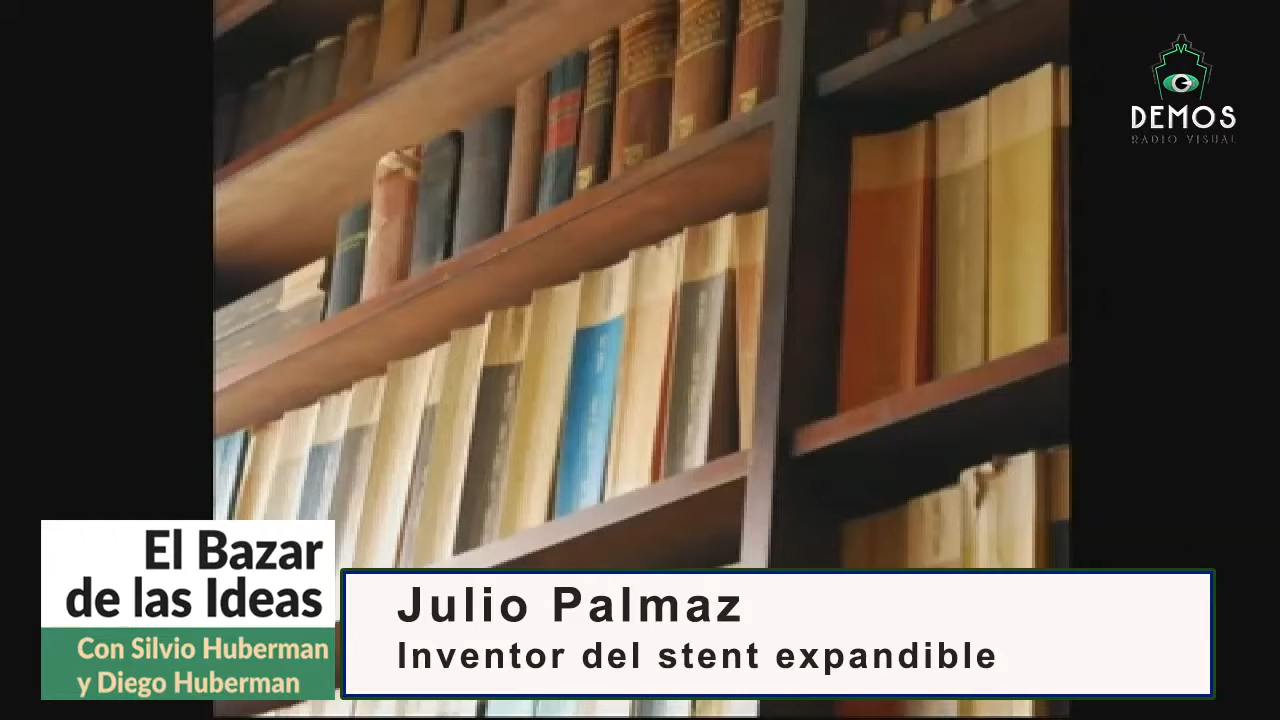 DEMOS
RADIO VISUAL
El Bazar
de las Ideas
Con Silvio Huberman
y Diego Huberman
Julio Palmaz
Inventor del stent expandible